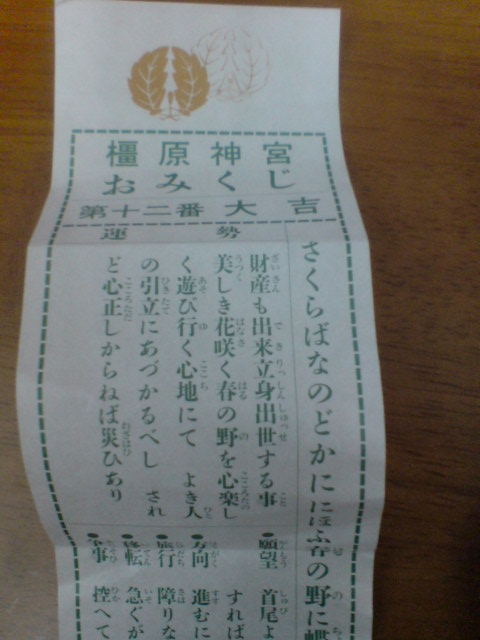 橿原神宮
おみくじ
第十二番 大吉
さくらばなのどかににほふ春の野に蝶
運勢
財産も出来立身出世する事
美しき花咲く春の野を心楽し
く遊び行く心地にて よき人
の引立にあづかるべし され
ど心正しからねば災ひあり
願望 首尾よ
すれば
方向 進むに
旅行 障りな
移転 急ぐが
争事 控へて